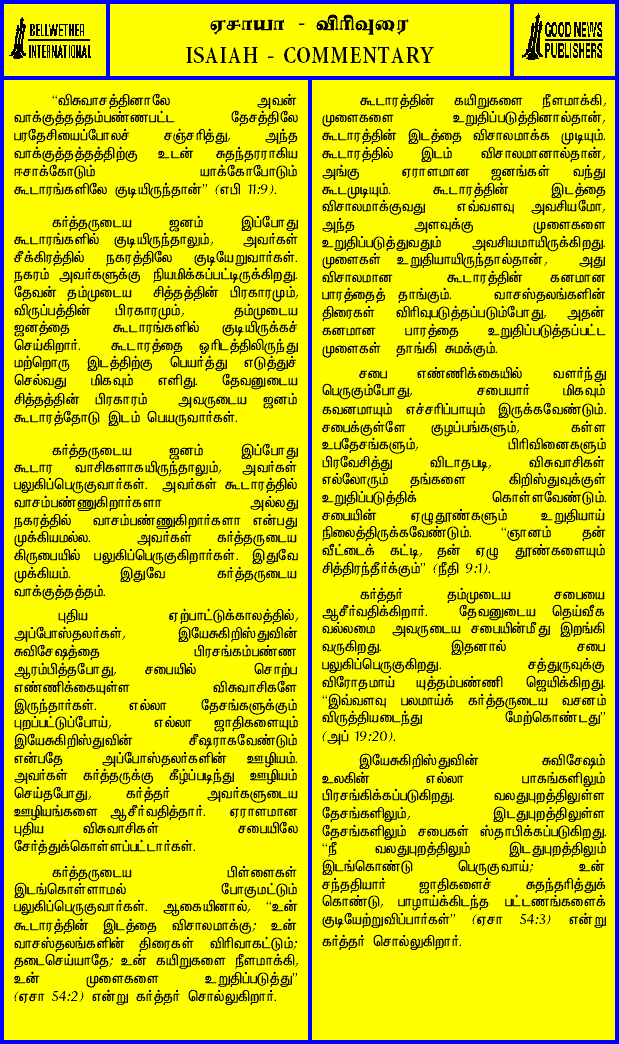 BELLWETHER
INTERNATIONAL
ஏசாயா - விரிவுரை
ISAIAH - COMMENTARY
GOOD NEWS
PUBLISHERS
“விசுவாசத்தினாலே அவன்
வாக்குத்தத்தம்பண்ணபட்ட தேசத்திலே
பரதேசியைப்போலச் சஞ்சரித்து, அந்த
வாக்குத்தத்தத்திற்கு உடன் சுதந்தரராகிய
ஈசாக்கோடும் யாக்கோபோடும்
கூடாரங்களிலே குடியிருந்தான்” (எபி 11:9).
கர்த்தருடைய ஜனம் இப்போது
கூடாரங்களில் குடியிருந்தாலும், அவர்கள்
சீக்கிரத்தில் நகரத்திலே குடியேறுவார்கள்.
நகரம் அவர்களுக்கு நியமிக்கப்பட்டிருக்கிறது.
தேவன் தம்முடைய சித்தத்தின் பிரகாரமும்,
விருப்பத்தின் பிரகாரமும், தம்முடைய
ஜனத்தை கூடாரங்களில் குடியிருக்கச்
செய்கிறார். கூடாரத்தை ஓரிடத்திலிருந்து
மற்றொரு இடத்திற்கு பெயர்த்து எடுத்துச்
செல்வது மிகவும் எளிது. தேவனுடைய
சித்தத்தின் பிரகாரம் அவருடைய ஜனம்
கூடாரத்தோடு இடம் பெயருவார்கள்.
கர்த்தருடைய ஜனம் இப்போது
கூடார வாசிகளாகயிருந்தாலும், அவர்கள்
பலுகிப்பெருகுவார்கள். அவர்கள் கூடாரத்தில்
வாசம்பண்ணுகிறார்களா அல்லது
நகரத்தில் வாசம்பண்ணுகிறார்களா என்பது
முக்கியமல்ல. அவர்கள் கர்த்தருடைய
கிருபையில் பலுகிப்பெருகுகிறார்கள். இதுவே
முக்கியம். இதுவே கர்த்தருடைய
வாக்குத்தத்தம்.
புதிய ஏற்பாட்டுக்காலத்தில்,
அப்போஸ்தலர்கள், இயேசுகிறிஸ்துவின்
சுவிசேஷத்தை பிரசங்கம்பண்ண
ஆரம்பித்தபோது, சபையில் சொற்ப
எண்ணிக்கையுள்ள விசுவாசிகளே
இருந்தார்கள். எல்லா தேசங்களுக்கும்
புறப்பட்டுப்போய், எல்லா ஜாதிகளையும்
இயேசுகிறிஸ்துவின் சீஷராகவேண்டும்
என்பதே அப்போஸ்தலர்களின் ஊழியம்.
அவர்கள் கர்த்தருக்கு கீழ்ப்படிந்து ஊழியம்
செய்தபோது, கர்த்தர் அவர்களுடைய
ஊழியங்களை ஆசீர்வதித்தார். ஏராளமான
புதிய விசுவாசிகள் சபையிலே
சேர்த்துக்கொள்ளப்பட்டார்கள்.
கர்த்தருடைய பிள்ளைகள்
இடங்கொள்ளாமல் போகுமட்டும்
பலுகிப்பெருகுவார்கள். ஆகையினால், “உன்
கூடாரத்தின் இடத்தை விசாலமாக்கு; உன்
வாசஸ்தலங்களின் திரைகள் விரிவாகட்டும்;
தடைசெய்யாதே; உன் கயிறுகளை நீளமாக்கி,
உன் முளைகளை உறுதிப்படுத்து”
(ஏசா 54:2) என்று கர்த்தர் சொல்லுகிறார்.
கூடாரத்தின் கயிறுகளை நீளமாக்கி,
முளைகளை உறுதிப்படுத்தினால்தான்,
கூடாரத்தின் இடத்தை விசாலமாக்க முடியும்.
கூடாரத்தில் இடம் விசாலமானால்தான்,
அங்கு ஏராளமான ஜனங்கள் வந்து
கூடமுடியும். கூடாரத்தின் இடத்தை
விசாலமாக்குவது எவ்வளவு அவசியமோ,
அந்த அளவுக்கு முளைகளை
உறுதிப்படுத்துவதும் அவசியமாயிருக்கிறது.
முளைகள் உறுதியாயிருந்தால்தான், அது
விசாலமான கூடாரத்தின் கனமான
பாரத்தைத் தாங்கும். வாசஸ்தலங்களின்
திரைகள் விரிவுபடுத்தப்படும்போது, அதன்
கனமான பாரத்தை உறுதிப்படுத்தப்பட்ட
முளைகள் தாங்கி சுமக்கும்.
சபை எண்ணிக்கையில் வளர்ந்து
பெருகும்போது, சபையார் மிகவும்
கவனமாயும் எச்சரிப்பாயும் இருக்கவேண்டும்.
சபைக்குள்ளே குழப்பங்களும், கள்ள
உபதேசங்களும், பிரிவினைகளும்
பிரவேசித்து விடாதபடி, விசுவாசிகள்
எல்லோரும் தங்களை கிறிஸ்துவுக்குள்
உறுதிப்படுத்திக் கொள்ளவேண்டும்.
சபையின் ஏழுதூண்களும் உறுதியாய்
நிலைத்திருக்கவேண்டும். “ஞானம் தன்
வீட்டைக் கட்டி, தன் ஏழு தூண்களையும்
சித்திரந்தீர்க்கும்” (நீதி 9:1).
கர்த்தர் தம்முடைய சபையை
ஆசீர்வதிக்கிறார். தேவனுடைய தெய்வீக
வல்லமை அவருடைய சபையின்மீது இறங்கி
வருகிறது. இதனால் சபை
பலுகிப்பெருகுகிறது. சத்துருவுக்கு
விரோதமாய் யுத்தம்பண்ணி ஜெயிக்கிறது.
“இவ்வளவு பலமாய்க் கர்த்தருடைய வசனம்
விருத்தியடைந்து மேற்கொண்டது”
(அப் 19:20).
இயேசுகிறிஸ்துவின் சுவிசேஷம்
உலகின் எல்லா பாகங்களிலும்
பிரசங்கிக்கப்படுகிறது. வலதுபுறத்திலுள்ள
தேசங்களிலும், இடதுபுறத்திலுள்ள
தேசங்களிலும் சபைகள் ஸ்தாபிக்கப்படுகிறது.
“நீ வலதுபுறத்திலும் இடதுபுறத்திலும்
இடங்கொண்டு பெருகுவாய்; உன்
சந்ததியார் ஜாதிகளைச் சுதந்தரித்துக்
கொண்டு, பாழாய்க்கிடந்த பட்டணங்களைக்
குடியேற்றுவிப்பார்கள்” (ஏசா 54:3) என்று
கர்த்தர் சொல்லுகிறார்.